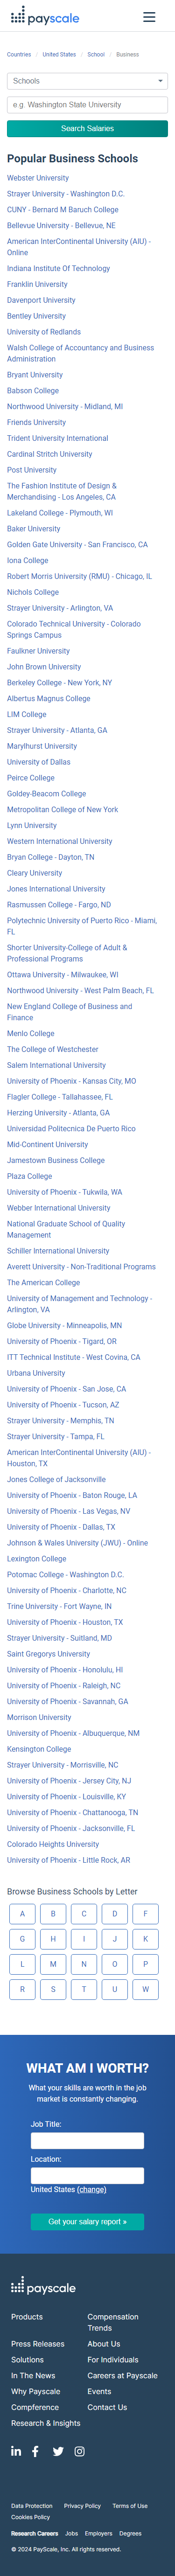 payscale
Countries / United States / School / Business
Schools
e.g. Washington State University
Search Salaries
Popular Business Schools
Webster University
Strayer University - Washington D.C.
CUNY - Bernard M Baruch College
Bellevue University - Bellevue, NE
American InterContinental University (AIU) -
Online
Indiana Institute Of Technology
Franklin University
Davenport University
Bentley University
University of Redlands
Walsh College of Accountancy and Business
Administration
Bryant University
Babson College
Northwood University - Midland, MI
Friends University
Trident University International
Cardinal Stritch University
Post University
The Fashion Institute of Design &
Merchandising - Los Angeles, CA
Lakeland College - Plymouth, WI
Baker University
Golden Gate University - San Francisco, CA
Iona College
Robert Morris University (RMU) - Chicago, IL
Nichols College
Strayer University - Arlington, VA
Colorado Technical University - Colorado
Springs Campus
Faulkner University
John Brown University
Berkeley College - New York, NY
Albertus Magnus College
LIM College
Strayer University - Atlanta, GA
Marylhurst University
University of Dallas
Peirce College
Goldey-Beacom College
Metropolitan College of New York
Lynn University
Western International University
Bryan College - Dayton, TN
Cleary University
Jones International University
Rasmussen College - Fargo, ND
Polytechnic University of Puerto Rico - Miami,
FL
Shorter University-College of Adult &
Professional Programs
Ottawa University - Milwaukee, WI
Northwood University - West Palm Beach, FL
New England College of Business and
Finance
Menlo College
The College of Westchester
Salem International University
University of Phoenix - Kansas City, MO
Flagler College - Tallahassee, FL
Herzing University - Atlanta, GA
Universidad Politecnica De Puerto Rico
Mid-Continent University
Jamestown Business College
Plaza College
University of Phoenix - Tukwila, WA
Webber International University
National Graduate School of Quality
Management
Schiller International University
Averett University - Non-Traditional Programs
The American College
University of Management and Technology -
Arlington, VA
Globe University - Minneapolis, MN
University of Phoenix - Tigard, OR
ITT Technical Institute - West Covina, CA
Urbana University
University of Phoenix - San Jose, CA
University of Phoenix - Tucson, AZ
Strayer University - Memphis, TN
Strayer University - Tampa, FL
American InterContinental University (AIU) -
Houston, TX
Jones College of Jacksonville
University of Phoenix - Baton Rouge, LA
University of Phoenix - Las Vegas, NV
University of Phoenix - Dallas, TX
Johnson & Wales University (JWU) - Online
Lexington College
Potomac College - Washington D.C.
University of Phoenix - Charlotte, NC
Trine University - Fort Wayne, IN
University of Phoenix - Houston, TX
Strayer University - Suitland, MD
Saint Gregorys University
University of Phoenix - Honolulu, HI
University of Phoenix - Raleigh, NC
University of Phoenix - Savannah, GA
Morrison University
University of Phoenix - Albuquerque, NM
Kensington College
Strayer University - Morrisville, NC
University of Phoenix - Jersey City, NJ
University of Phoenix - Louisville, KY
University of Phoenix - Chattanooga, TN
University of Phoenix - Jacksonville, FL
Colorado Heights University
University of Phoenix - Little Rock, AR
Browse Business Schools by Letter
A B C D F
G H I J K
L M N O P
R S T U W
WHAT AM I WORTH?
What your skills are worth in the job
market is constantly changing.
Job Title:
Location:
United States (change)
Get your salary report »
payscale
Products
Compensation
Trends
Press Releases
About Us
Solutions
For Individuals
In The News
Careers at Payscale
Why Payscale
Events
Compference
Contact Us
Research & Insights
Data Protection Privacy Policy Terms of Use
Cookies Policy
Research Careers Jobs Employers Degrees
© 2024 PayScale, Inc. All rights reserved.